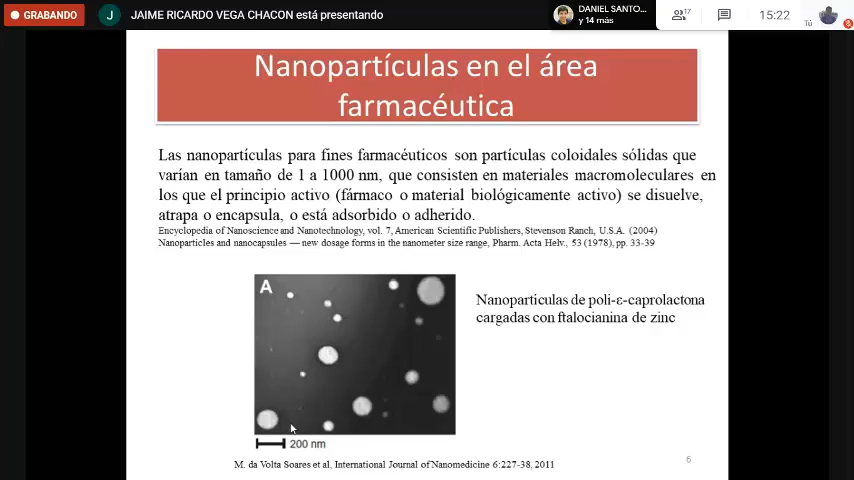 GRABANDO
J
JAIME RICARDO VEGA CHACON está presentando
DANIEL SANTO...
y 14 más
17
15:22
Tú
Nanopartículas en el área
farmacéutica
Las nanopartículas para fines farmacéuticos son partículas coloidales sólidas que
varían en tamaño de 1 a 1000 nm, que consisten en materiales macromoleculares en
los que el principio activo (fármaco o material biológicamente activo) se disuelve,
atrapa o encapsula, o está adsorbido o adherido.
Encyclopedia of Nanoscience and Nanotechnology, vol. 7, American Scientific Publishers, Stevenson Ranch, U.S.A. (2004)
Nanoparticles and nanocapsules — new dosage forms in the nanometer size range, Pharm. Acta Helv., 53 (1978), pp. 33-39
A
Nanoparticulas de poli-ε-caprolactona
cargadas con ftalocianina de zinc
200 nm
M. da Volta Soares et al, International Journal of Nanomedicine 6:227-38, 2011
6